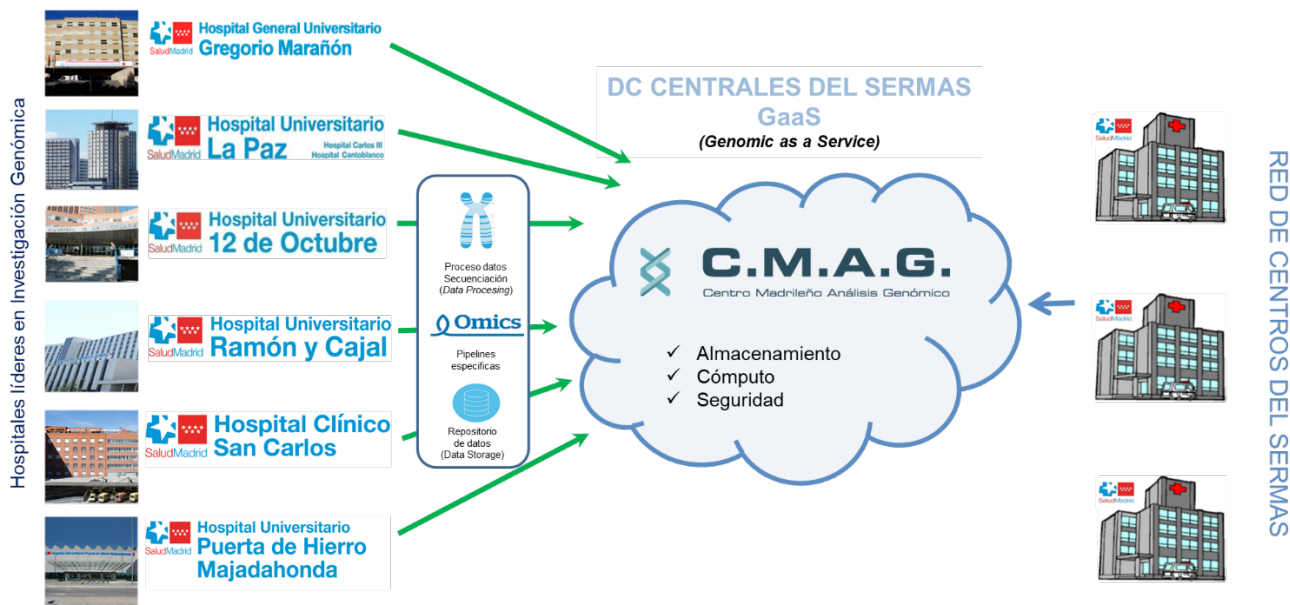 Hospitales líderes en Investigación Genómica
SaludMadrid
Hospital General Universitario
Gregorio Marañón
SaludMadrid
Hospital Universitario
La Paz
Hospital Carlos III
Hospital Cantoblanco
SaludMadrid
Hospital Universitario
12 de Octubre
SaludMadrid
Hospital Universitario
Ramón y Cajal
SaludMadrid
Hospital Clínico
San Carlos
SaludMadrid
Hospital Universitario
Puerta de Hierro
Majadahonda
Proceso datos
Secuenciación
(Data Procesing)
Omics
Pipelines
especificas
Repositorio
de datos
(Data Storage)
DC CENTRALES DEL SERMAS
GaaS
(Genomic as a Service)
C.M.A.G.
Centro Madrileño Análisis Genómico
✓ Almacenamiento
✓ Cómputo
✓ Seguridad
SaludMadrid
SaludMadrid
SaludMadrid
RED DE CENTROS DEL SERMAS